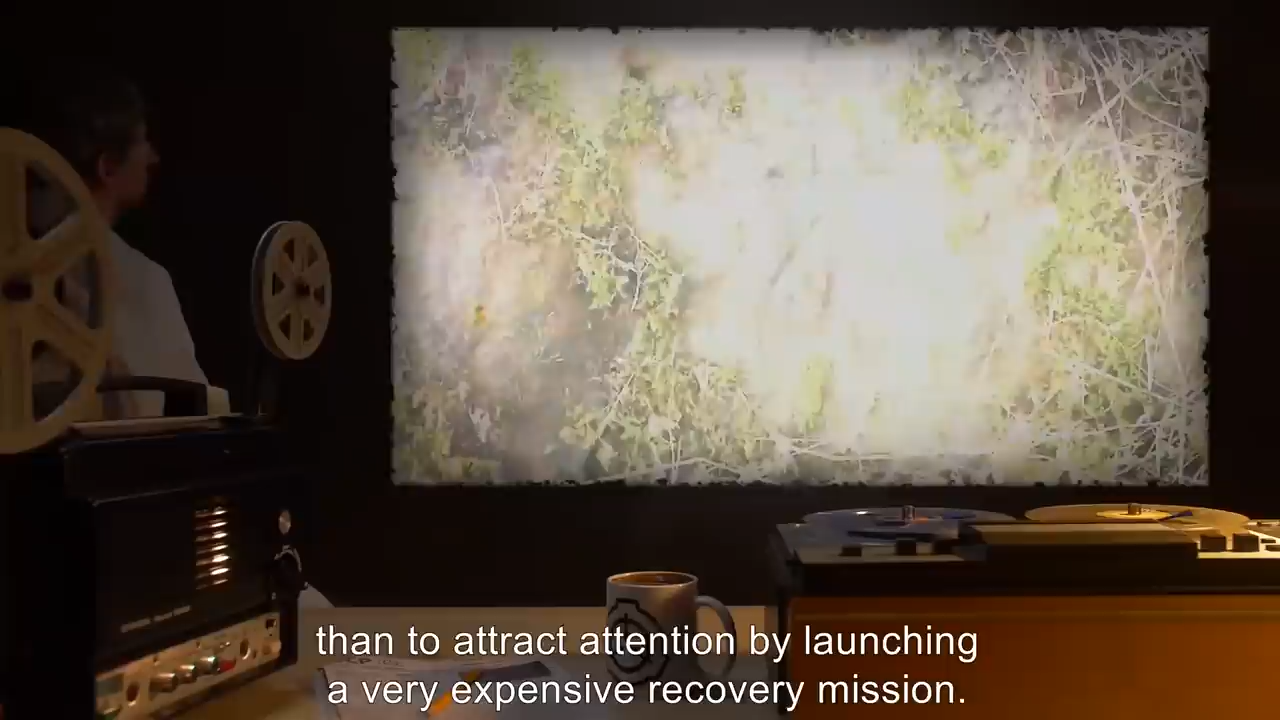 than to attract attention by launching
a very expensive recovery mission.